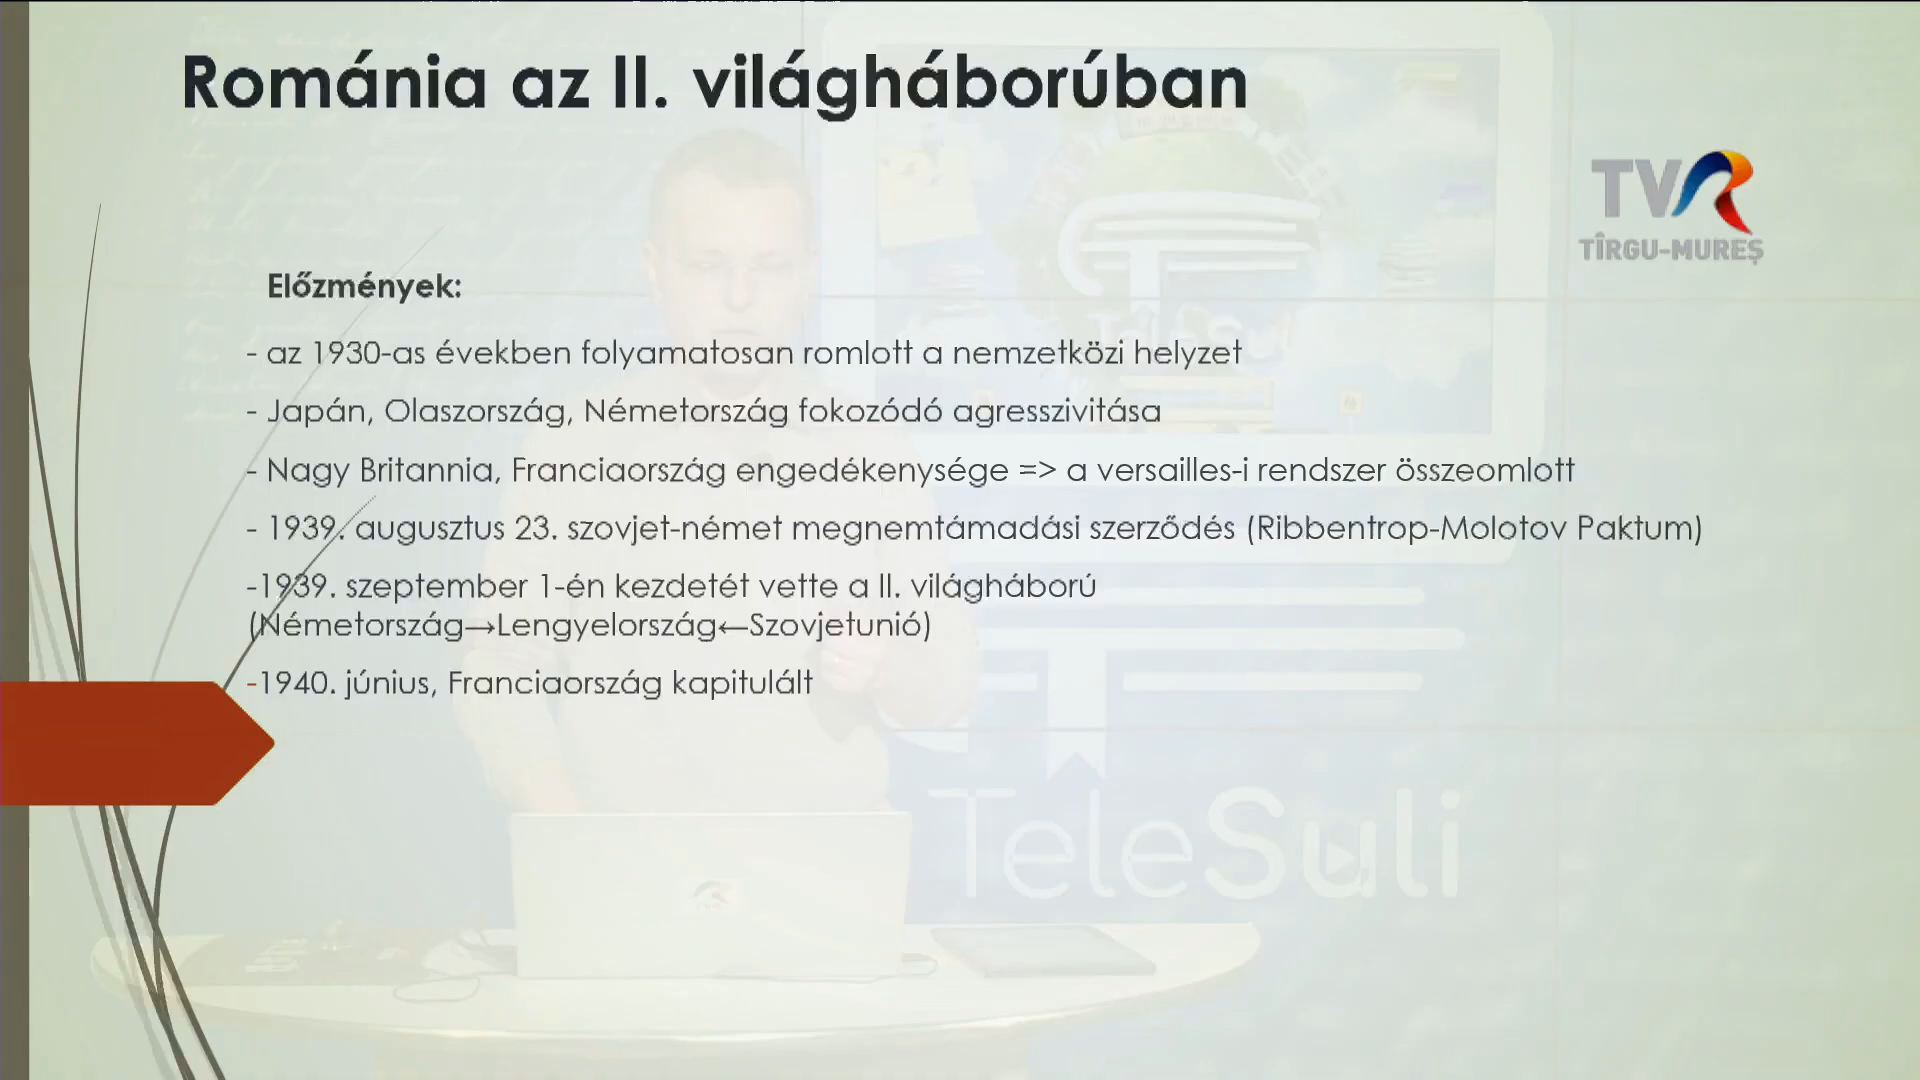 Románia az II. világháborúban
TVR
TÎRGU-MUREȘ
Előzmények:
- az 1930-as években folyamatosan romlott a nemzetközi helyzet
- Japán, Olaszország, Németország fokozódó agresszivitása
- Nagy Britannia, Franciaország engedékenysége => a versailles-i rendszer összeomlott
- 1939. augusztus 23. szovjet-német megnemtámadási szerződés (Ribbentrop-Molotov Paktum)
-1939. szeptember 1-én kezdetét vette a II. világháború
(Németország→Lengyelország←Szovjetunió)
-1940. június, Franciaország kapitulált
TeleSuli